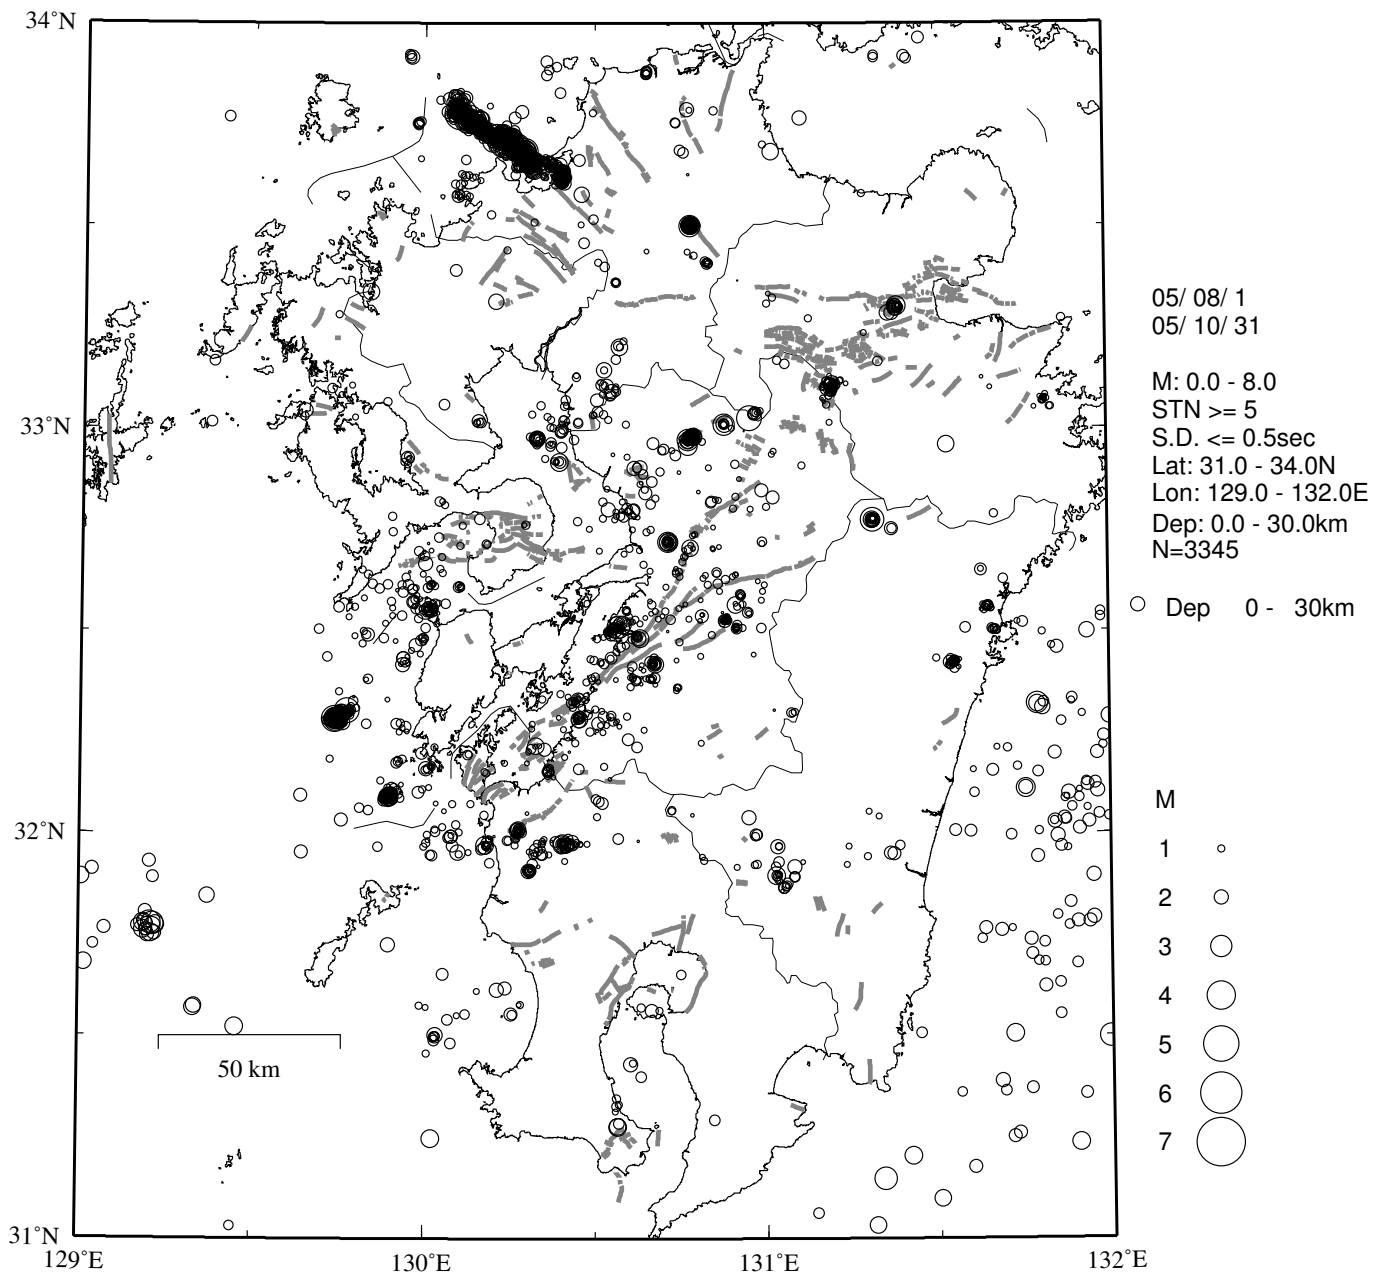 34˚N
33˚N
32˚N
31˚N
129˚E
130˚E
131˚E
132˚E
50 km
05/ 08/ 1
05/ 10/ 31
M: 0.0 - 8.0
STN >= 5
S.D. <= 0.5sec
Lat: 31.0 - 34.0N
Lon: 129.0 - 132.0E
Dep: 0.0 - 30.0km
N=3345
Dep 0 - 30km
M
1
2
3
4
5
6
7